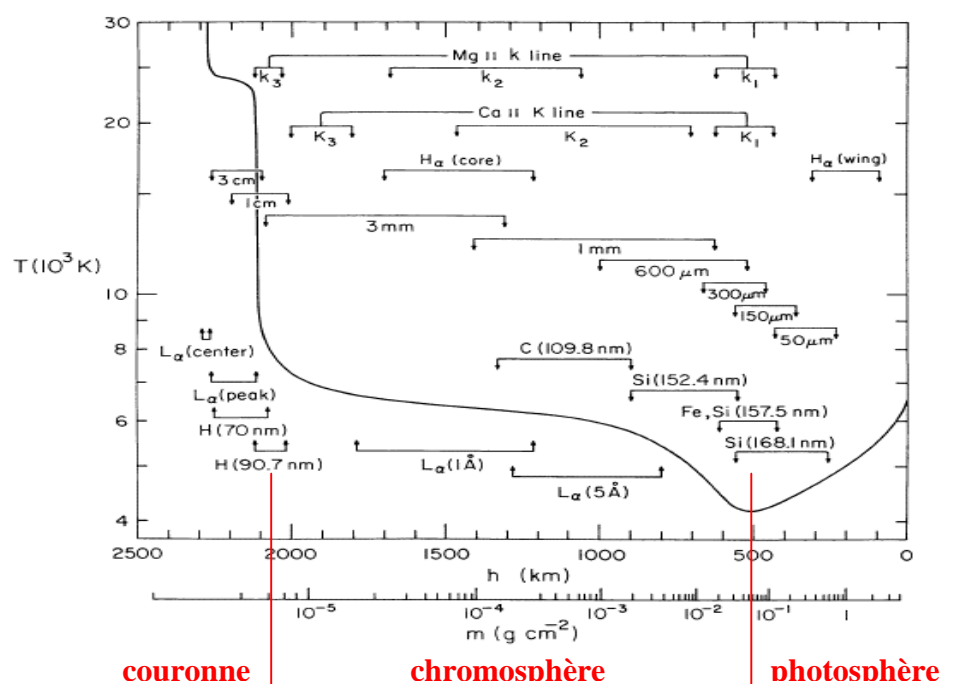 30
Mg II k line
k3 k2 k1
Ca II K line
20
K3 K2 K1
Hα (core) Hα (wing)
3 cm
1 cm
3 mm
1 mm
T(10³ K)
600 µm
10
300µm
150µm
50µm
8
C (109.8 nm)
Lα (center)
Si (152.4 nm)
Lα (peak)
6
Fe, Si (157.5 nm)
H (70 nm)
Si (168.1 nm)
H (90.7 nm) Lα (1Å)
Lα (5Å)
4
2500 2000 1500 1000 500 0
h (km)
10⁻⁵ 10⁻⁴ 10⁻³ 10⁻² 10⁻¹ 1
m (g cm⁻²)
couronne chromosphère photosphère